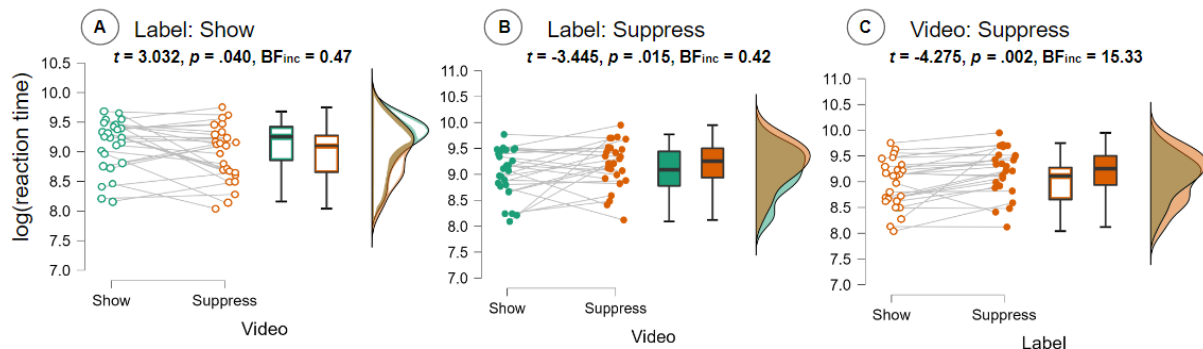 A Label: Show
t = 3.032, p = .040, BFinc = 0.47
log(reaction time)
10.5
10.0
9.5
9.0
8.5
8.0
7.5
7.0
Show Suppress
Video
B Label: Suppress
t = -3.445, p = .015, BFinc = 0.42
11.0
10.5
10.0
9.5
9.0
8.5
8.0
7.5
7.0
Show Suppress
Video
C Video: Suppress
t = -4.275, p = .002, BFinc = 15.33
11.0
10.5
10.0
9.5
9.0
8.5
8.0
7.5
7.0
Show Suppress
Label